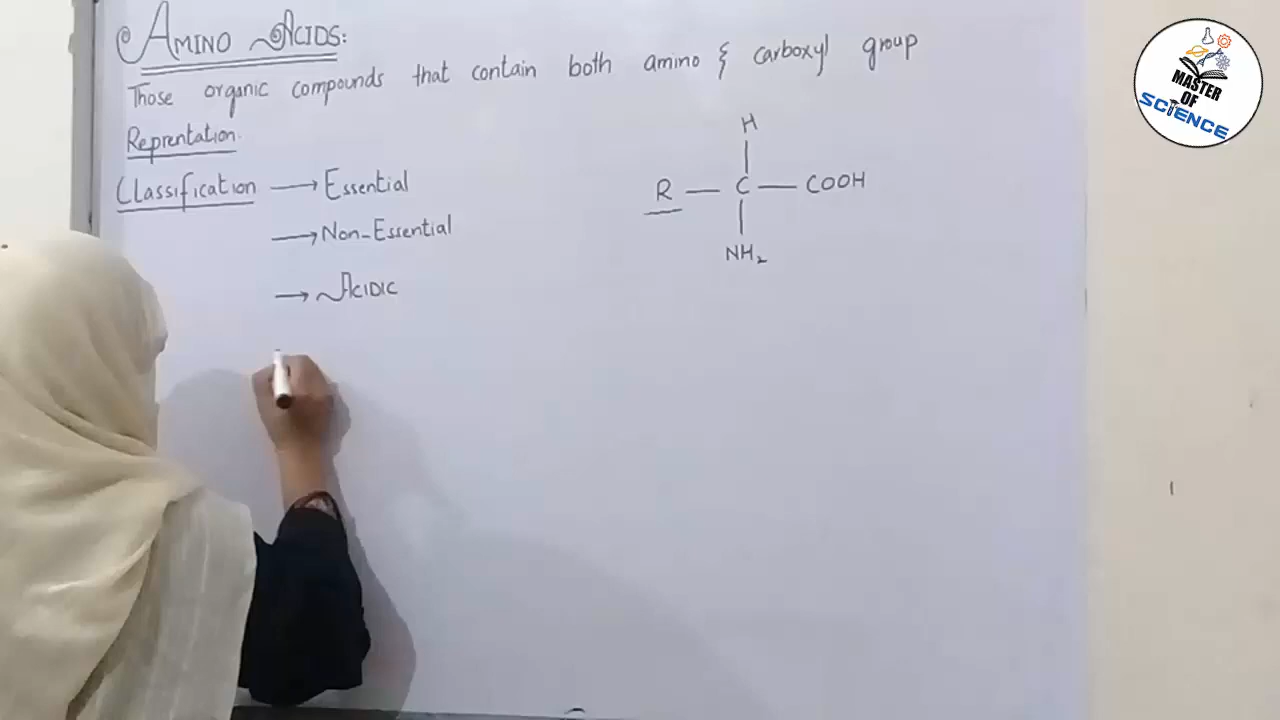 AMINO ACIDS:
Those organic compounds that contain both amino & carboxyl group
Reprentation.
Classification → Essential
→ Non-Essential
→ ACIDIC
H
R — C — COOH
NH₂
MASTER
OF
SCIENCE